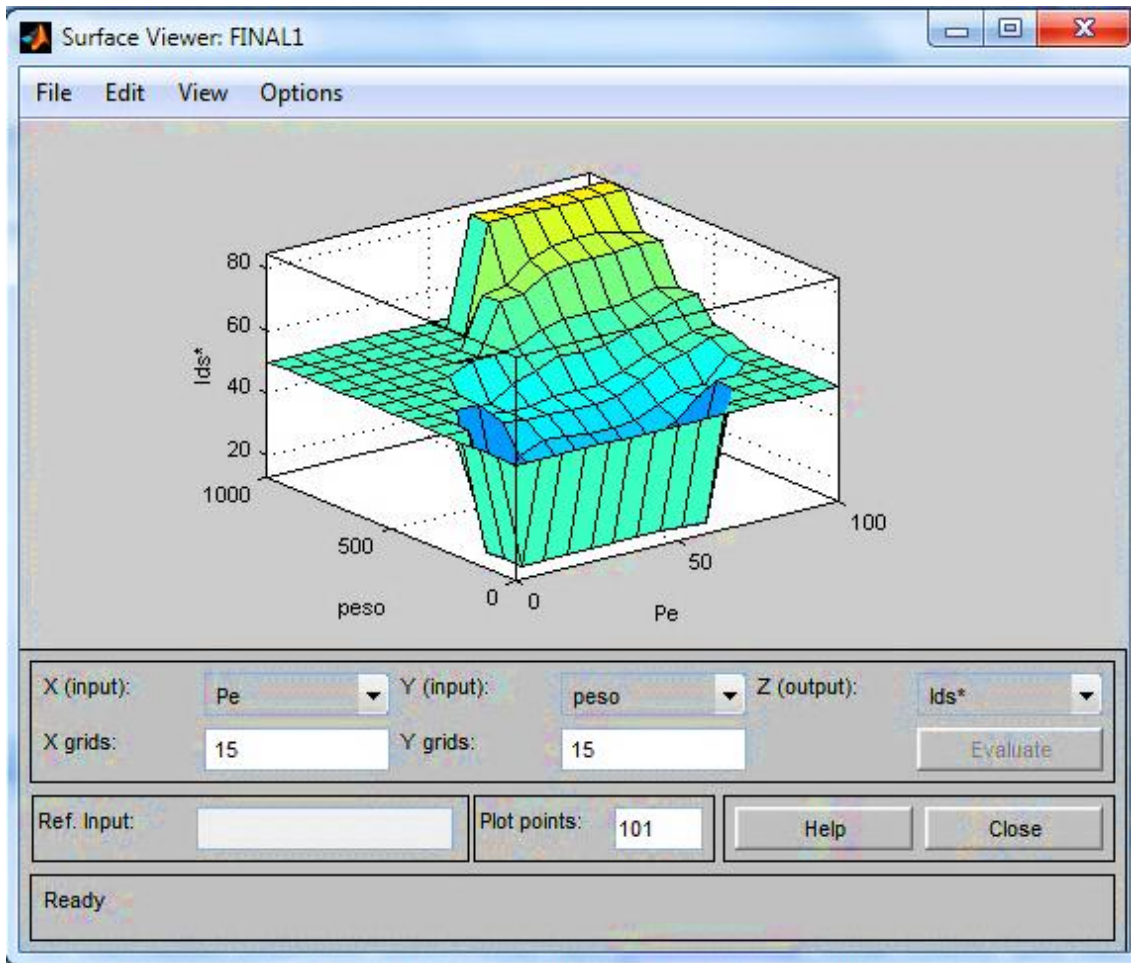 Surface Viewer: FINAL1
File Edit View Options
80
60
40
20
Ids*
1000
500
0
peso
0
50
100
Pe
X (input): Pe Y (input): peso Z (output): Ids*
X grids: 15 Y grids: 15 Evaluate
Ref. Input: Plot points: 101 Help Close
Ready